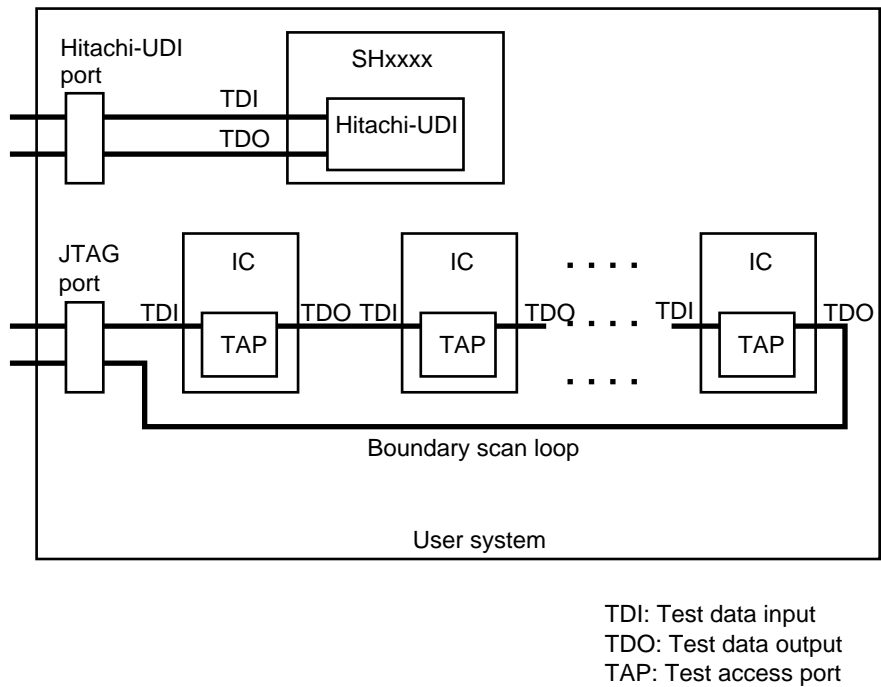 Hitachi-UDI
port
SHxxxx
TDI
Hitachi-UDI
TDO
JTAG
port
IC
IC
. . . .
IC
TDI
TDO
TDI
TDO
. . . .
TDI
TDO
TAP
TAP
TAP
. . . .
Boundary scan loop
User system
TDI: Test data input
TDO: Test data output
TAP: Test access port